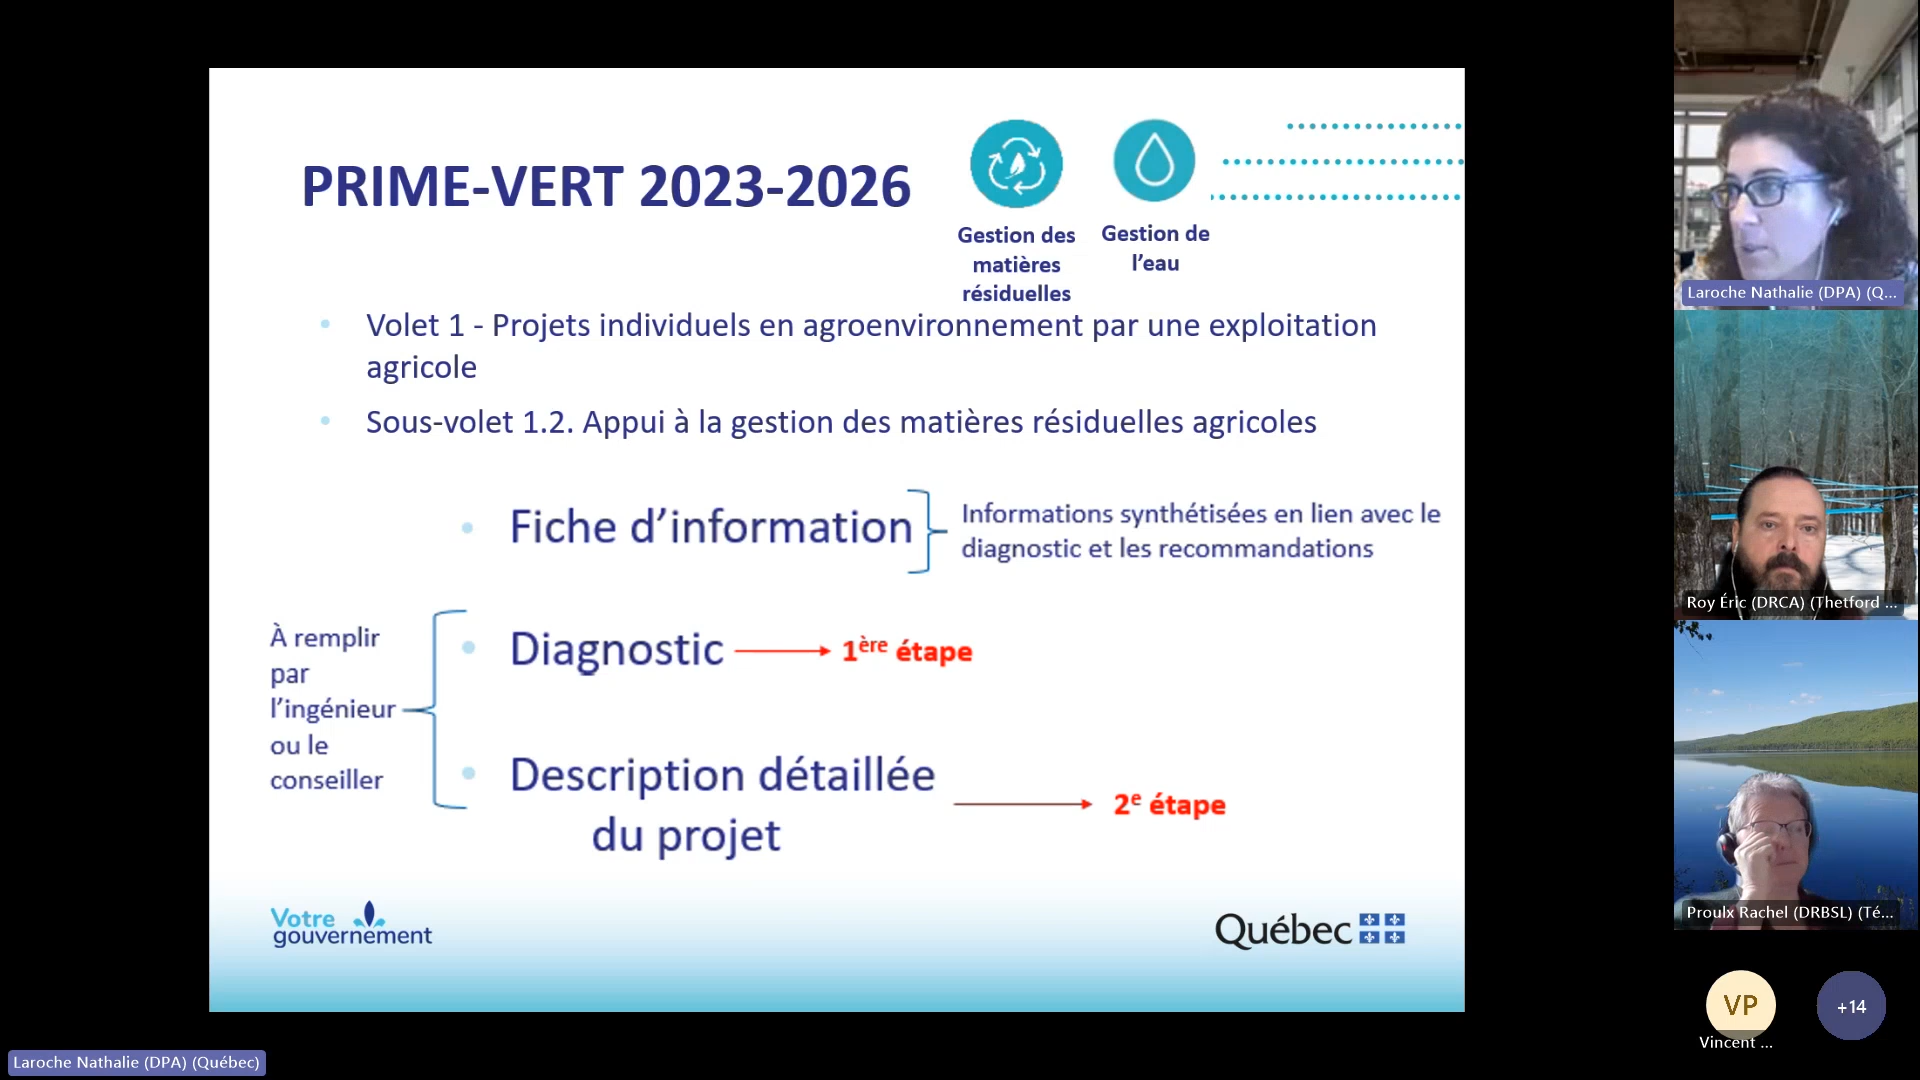 PRIME-VERT 2023-2026
Gestion des
matières
résiduelles
Gestion de
l’eau
• Volet 1 - Projets individuels en agroenvironnement par une exploitation
agricole
• Sous-volet 1.2. Appui à la gestion des matières résiduelles agricoles
• Fiche d’information
Informations synthétisées en lien avec le
diagnostic et les recommandations
À remplir
par
l’ingénieur
ou le
conseiller
• Diagnostic
1ère étape
• Description détaillée
du projet
2e étape
Votre
gouvernement
Québec
Laroche Nathalie (DPA) (Q...
Roy Éric (DRCA) (Thetford ...
Proulx Rachel (DRBSL) (Té...
VP
Vincent ...
+14
Laroche Nathalie (DPA) (Québec)